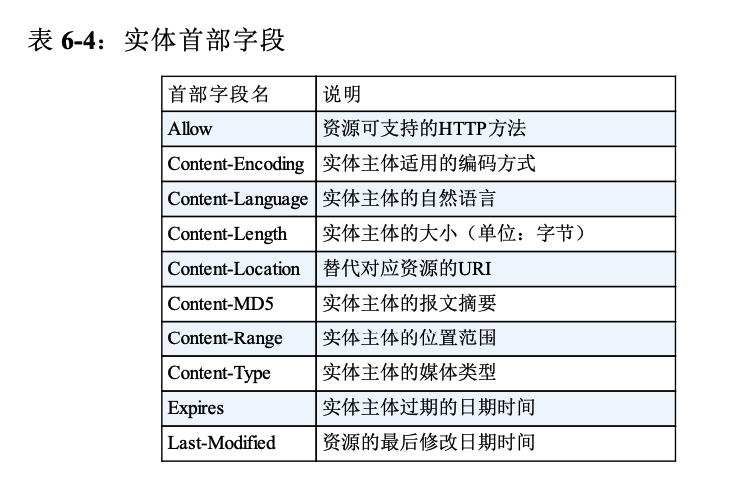 表 6-4：实体首部字段
首部字段名 说明
Allow 资源可支持的HTTP方法
Content-Encoding 实体主体适用的编码方式
Content-Language 实体主体的自然语言
Content-Length 实体主体的大小（单位：字节）
Content-Location 替代对应资源的URI
Content-MD5 实体主体的报文摘要
Content-Range 实体主体的位置范围
Content-Type 实体主体的媒体类型
Expires 实体主体过期的日期时间
Last-Modified 资源的最后修改日期时间